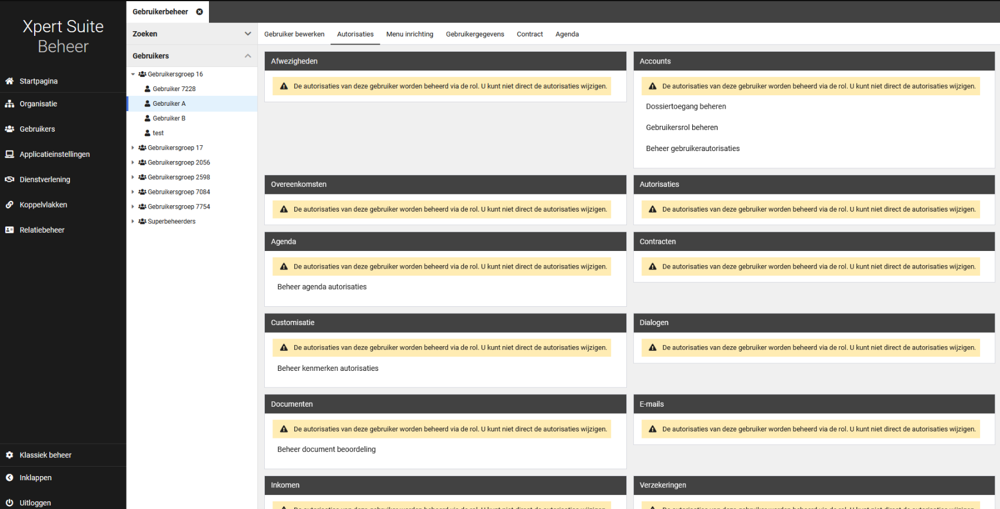 Xpert Suite
Beheer
Startpagina
Organisatie
Gebruikers
Applicatieinstellingen
Dienstverlening
Koppelvlakken
Relatiebeheer
Klassiek beheer
Inklappen
Uitloggen
Gebruikerbeheer
Zoeken
Gebruikers
Gebruikersgroep 16
Gebruiker 7228
Gebruiker A
Gebruiker B
test
Gebruikersgroep 17
Gebruikersgroep 2056
Gebruikersgroep 2598
Gebruikersgroep 7084
Gebruikersgroep 7754
Superbeheerders
Gebruiker bewerken Autorisaties Menu inrichting Gebruikergegevens Contract Agenda
Afwezigheden
De autorisaties van deze gebruiker worden beheerd via de rol. U kunt niet direct de autorisaties wijzigen.
Accounts
De autorisaties van deze gebruiker worden beheerd via de rol. U kunt niet direct de autorisaties wijzigen.
Dossiertoegang beheren
Gebruikersrol beheren
Beheer gebruikerautorisaties
Overeenkomsten
De autorisaties van deze gebruiker worden beheerd via de rol. U kunt niet direct de autorisaties wijzigen.
Autorisaties
De autorisaties van deze gebruiker worden beheerd via de rol. U kunt niet direct de autorisaties wijzigen.
Agenda
De autorisaties van deze gebruiker worden beheerd via de rol. U kunt niet direct de autorisaties wijzigen.
Beheer agenda autorisaties
Contracten
De autorisaties van deze gebruiker worden beheerd via de rol. U kunt niet direct de autorisaties wijzigen.
Customisatie
De autorisaties van deze gebruiker worden beheerd via de rol. U kunt niet direct de autorisaties wijzigen.
Beheer kenmerken autorisaties
Dialogen
De autorisaties van deze gebruiker worden beheerd via de rol. U kunt niet direct de autorisaties wijzigen.
Documenten
De autorisaties van deze gebruiker worden beheerd via de rol. U kunt niet direct de autorisaties wijzigen.
Beheer document beoordeling
E-mails
De autorisaties van deze gebruiker worden beheerd via de rol. U kunt niet direct de autorisaties wijzigen.
Inkomen
Verzekeringen